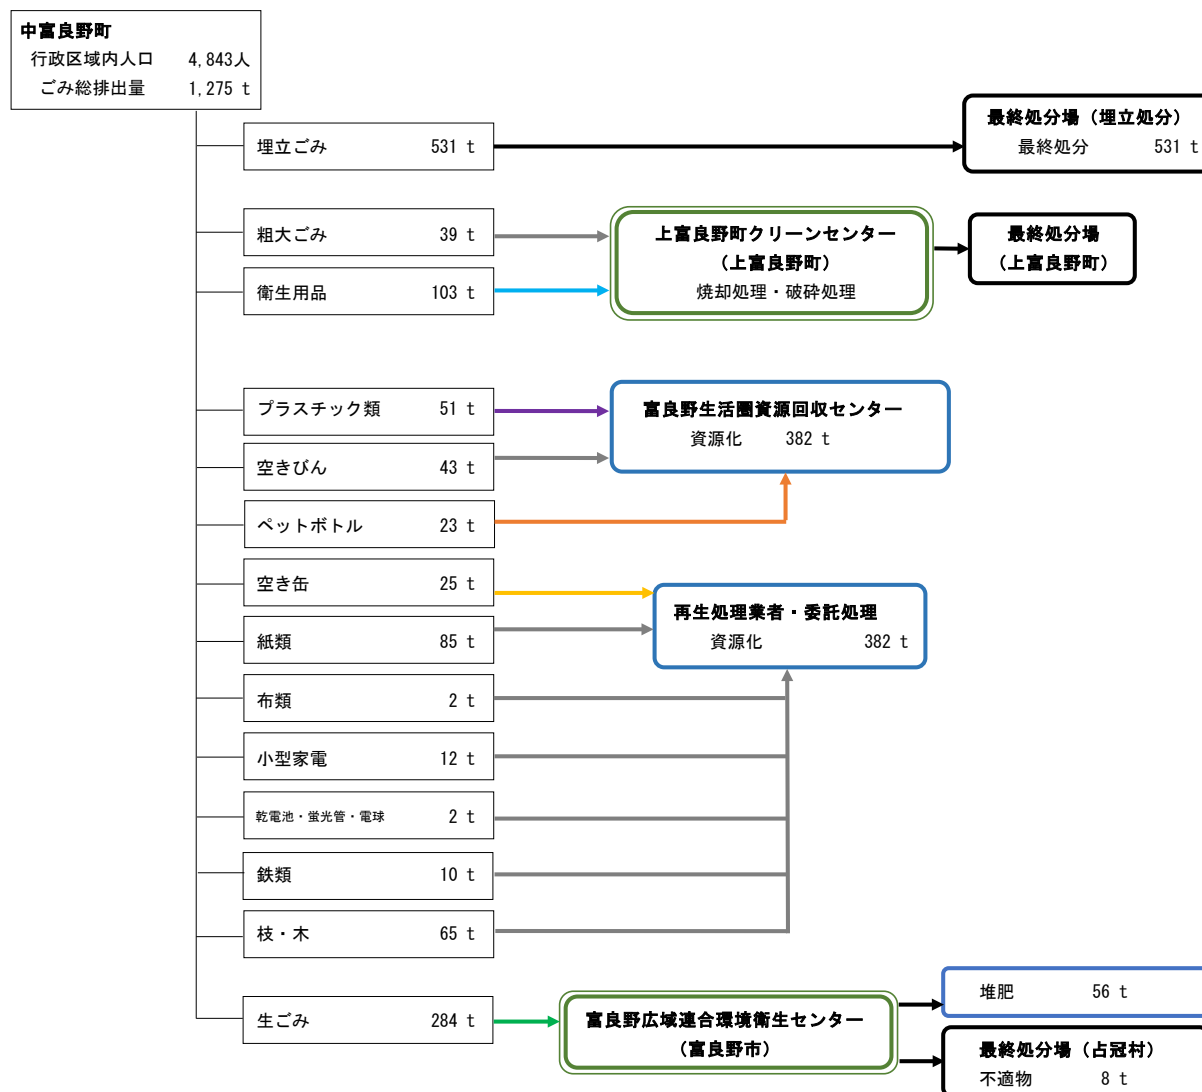 中富良野町
行政区域内人口 4,843人
ごみ総排出量 1,275 t
埋立ごみ 531 t
最終処分場（埋立処分）
最終処分 531 t
粗大ごみ 39 t
衛生用品 103 t
上富良野町クリーンセンター
（上富良野町）
焼却処理・破砕処理
最終処分場
（上富良野町）
プラスチック類 51 t
空きびん 43 t
ペットボトル 23 t
富良野生活圏資源回収センター
資源化 382 t
空き缶 25 t
紙類 85 t
布類 2 t
小型家電 12 t
乾電池・蛍光管・電球 2 t
鉄類 10 t
枝・木 65 t
再生処理業者・委託処理
資源化 382 t
生ごみ 284 t
富良野広域連合環境衛生センター
（富良野市）
堆肥 56 t
最終処分場（占冠村）
不適物 8 t